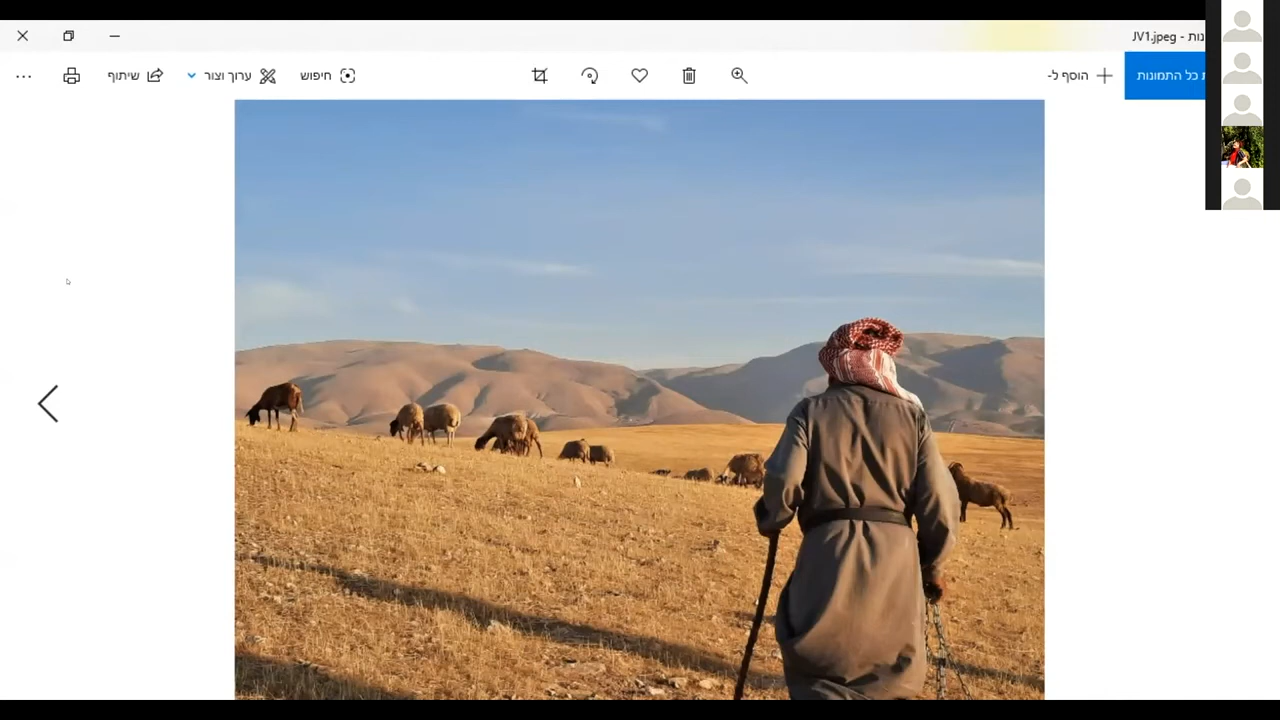 JV1.jpeg - נות
כל התמונות
הוסף ל-
חיפוש
ערוך וצור
שיתוף